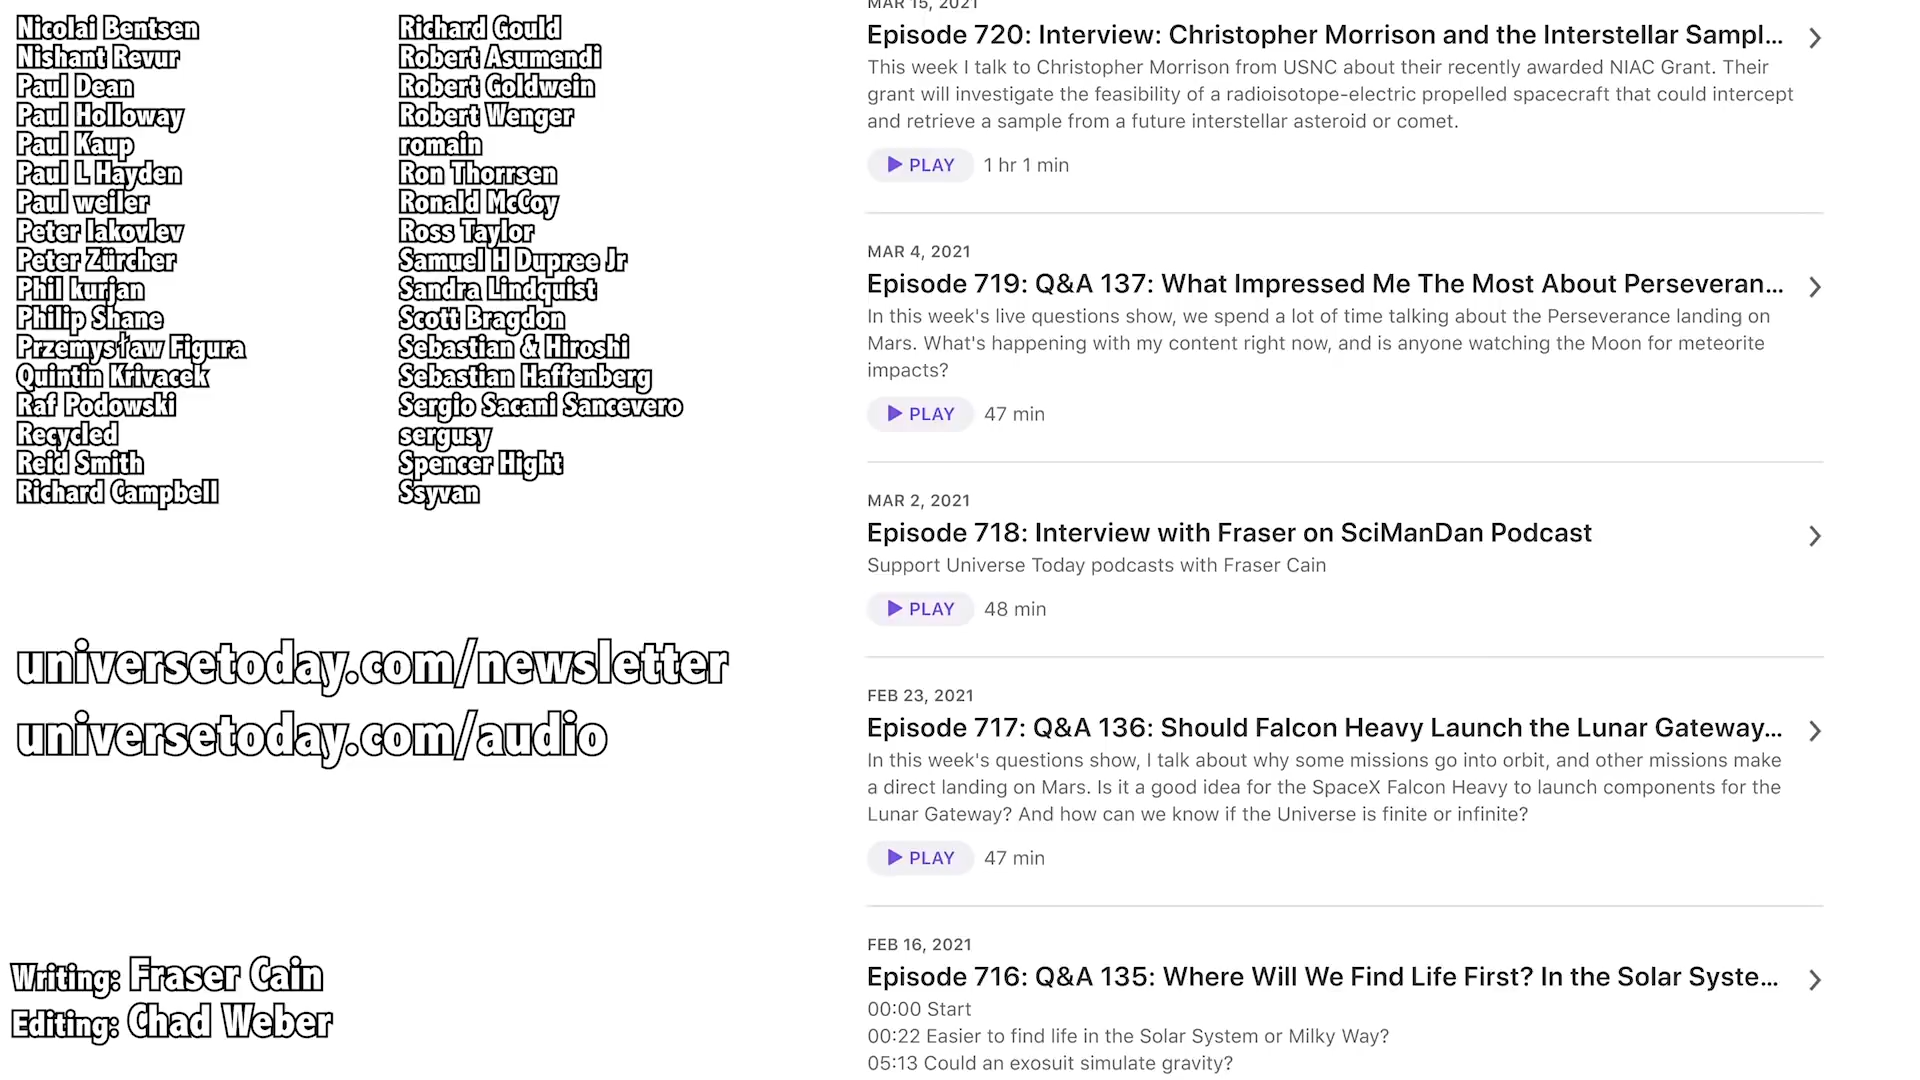 Nicolai Bentsen
Nishant Revur
Paul Dean
Paul Holloway
Paul Kaup
Paul L Hayden
Paul weiler
Peter Iakovlev
Peter Zürcher
Phil kurjan
Philip Shane
Przemysław Figura
Quintin Krivacek
Raf Podowski
Recycled
Reid Smith
Richard Campbell
Richard Gould
Robert Asumendi
Robert Goldwein
Robert Wenger
romain
Ron Thorrsen
Ronald McCoy
Ross Taylor
Samuel H Dupree Jr
Sandra Lindquist
Scott Bragdon
Sebastian & Hiroshi
Sebastian Haffenberg
Sergio Sacani Sancevero
sergusy
Spencer Hight
Ssyvan
universetoday.com/newsletter
universetoday.com/audio
Writing: Fraser Cain
Editing: Chad Weber
MAR 15, 2021
Episode 720: Interview: Christopher Morrison and the Interstellar Sampl...
This week I talk to Christopher Morrison from USNC about their recently awarded NIAC Grant. Their
grant will investigate the feasibility of a radioisotope-electric propelled spacecraft that could intercept
and retrieve a sample from a future interstellar asteroid or comet.
PLAY 1 hr 1 min
MAR 4, 2021
Episode 719: Q&A 137: What Impressed Me The Most About Perseveran...
In this week's live questions show, we spend a lot of time talking about the Perseverance landing on
Mars. What's happening with my content right now, and is anyone watching the Moon for meteorite
impacts?
PLAY 47 min
MAR 2, 2021
Episode 718: Interview with Fraser on SciManDan Podcast
Support Universe Today podcasts with Fraser Cain
PLAY 48 min
FEB 23, 2021
Episode 717: Q&A 136: Should Falcon Heavy Launch the Lunar Gateway...
In this week's questions show, I talk about why some missions go into orbit, and other missions make
a direct landing on Mars. Is it a good idea for the SpaceX Falcon Heavy to launch components for the
Lunar Gateway? And how can we know if the Universe is finite or infinite?
PLAY 47 min
FEB 16, 2021
Episode 716: Q&A 135: Where Will We Find Life First? In the Solar Syste...
00:00 Start
00:22 Easier to find life in the Solar System or Milky Way?
05:13 Could an exosuit simulate gravity?